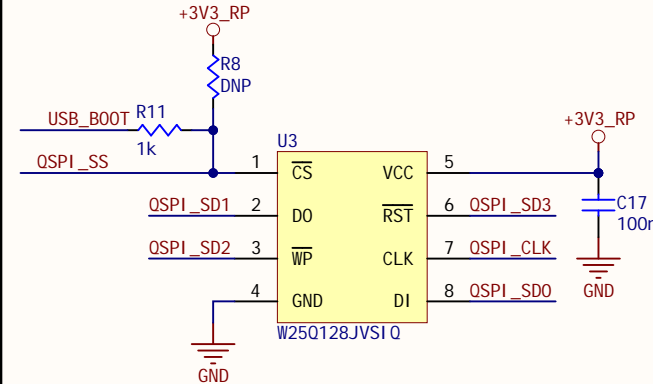 +3V3_RP
R8
DNP
USB_BOOT R11
1k
QSPI_SS
U3
+3V3_RP
1 CS VCC 5
C17
100n
QSPI_SD1 2 DO RST 6 QSPI_SD3
QSPI_SD2 3 WP CLK 7 QSPI_CLK
4 GND DI 8 QSPI_SD0
GND
W25Q128JVSIQ
GND